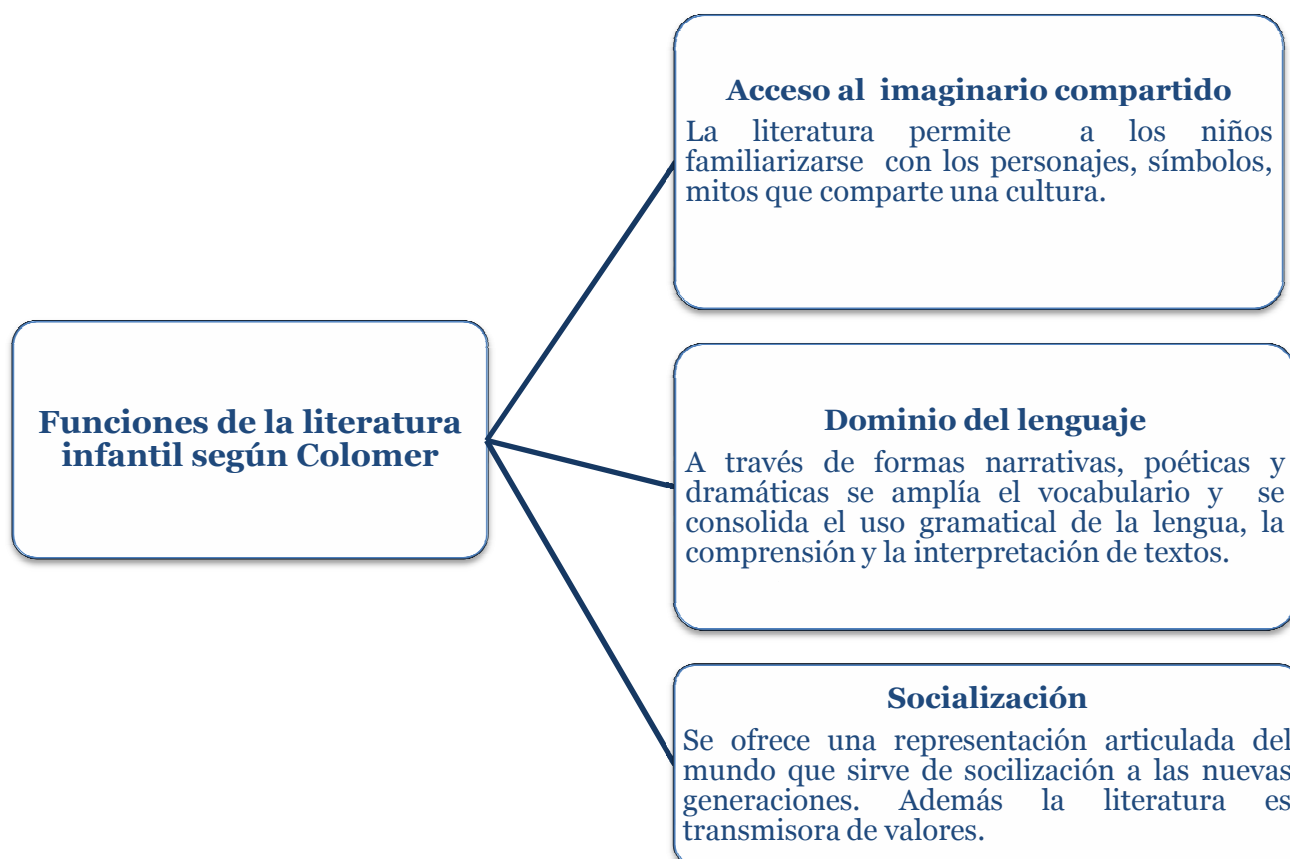 Acceso al imaginario compartido
La literatura permite a los niños
familiarizarse con los personajes, símbolos,
mitos que comparte una cultura.
Funciones de la literatura
infantil según Colomer
Dominio del lenguaje
A través de formas narrativas, poéticas y
dramáticas se amplía el vocabulario y se
consolida el uso gramatical de la lengua, la
comprensión y la interpretación de textos.
Socialización
Se ofrece una representación articulada del
mundo que sirve de socilización a las nuevas
generaciones. Además la literatura es
transmisora de valores.